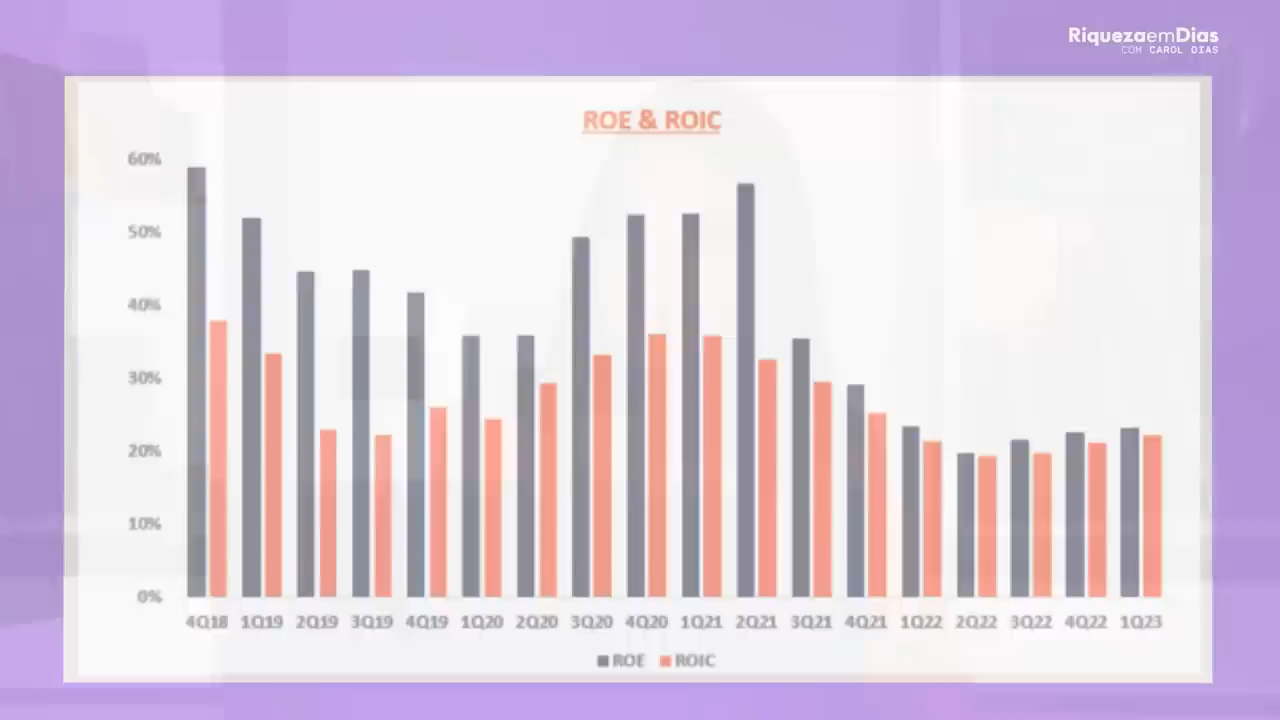 RiquezaemDias
COM CAROL DIAS
ROE & ROIC
60%
50%
40%
30%
20%
10%
0%
4Q18 1Q19 2Q19 3Q19 4Q19 1Q20 2Q20 3Q20 4Q20 1Q21 2Q21 3Q21 4Q21 1Q22 2Q22 3Q22 4Q22 1Q23
ROE ROIC